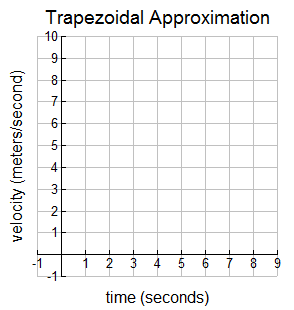 Trapezoidal Approximation
velocity (meters/second)
10
9
8
7
6
5
4
3
2
1
-1
-1 1 2 3 4 5 6 7 8 9
time (seconds)